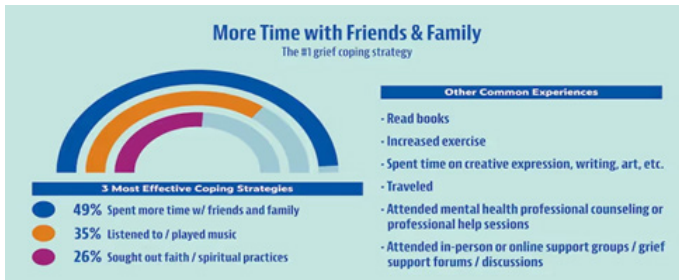 More Time with Friends & Family
The #1 grief coping strategy
3 Most Effective Coping Strategies
49% Spent more time w/ friends and family
35% Listened to / played music
26% Sought out faith / spiritual practices
Other Common Experiences
- Read books
- Increased exercise
- Spent time on creative expression, writing, art, etc.
- Traveled
- Attended mental health professional counseling or
professional help sessions
- Attended in-person or online support groups / grief
support forums / discussions